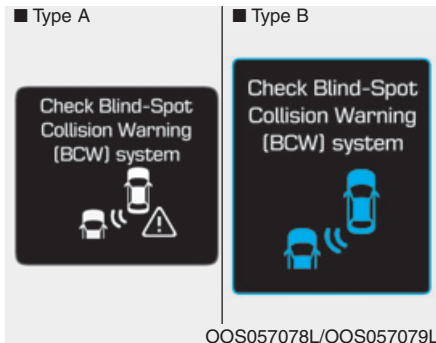 ■ Type A
Check Blind-Spot
Collision Warning
(BCW) system
■ Type B
Check Blind-Spot
Collision Warning
(BCW) system
OOS057078L/OOS057079L